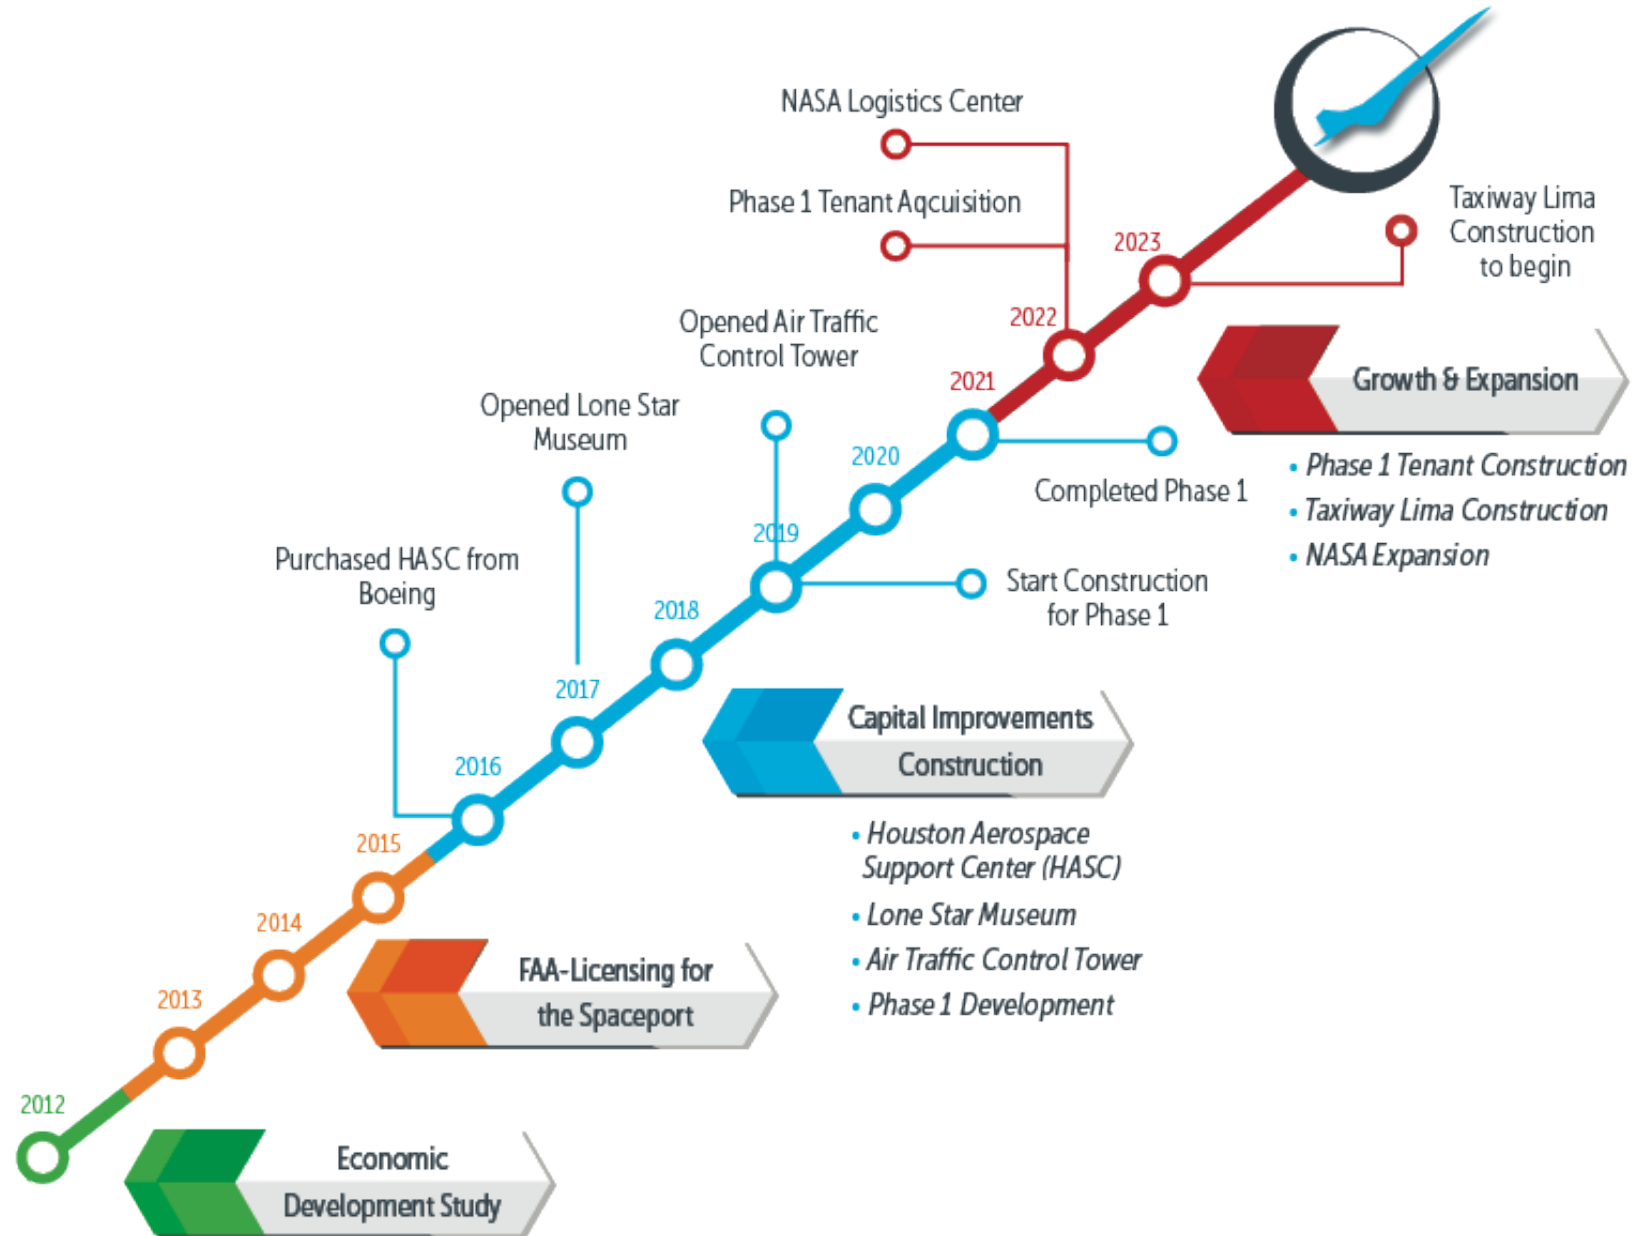 NASA Logistics Center
Phase 1 Tenant Aqcuisition
Taxiway Lima
Construction
to begin
2023
2022
Opened Air Traffic
Control Tower
2021
Growth & Expansion
• Phase 1 Tenant Construction
• Taxiway Lima Construction
• NASA Expansion
Opened Lone Star
Museum
2020
Completed Phase 1
2019
Purchased HASC from
Boeing
Start Construction
for Phase 1
2018
2017
Capital Improvements
Construction
• Houston Aerospace
Support Center (HASC)
• Lone Star Museum
• Air Traffic Control Tower
• Phase 1 Development
2016
2015
2014
FAA-Licensing for
the Spaceport
2013
2012
Economic
Development Study